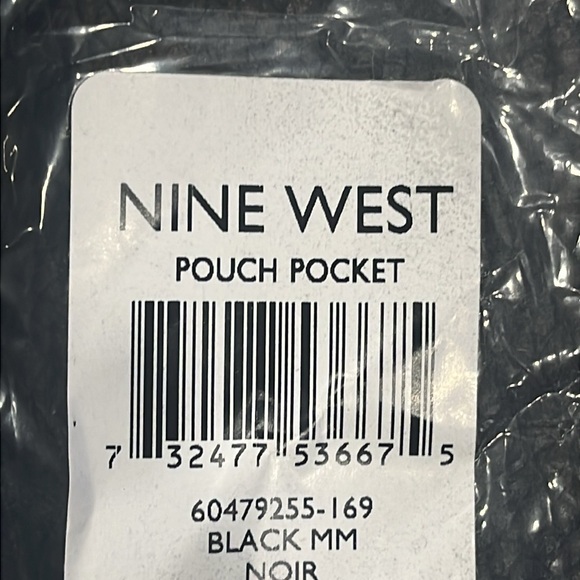 NINE WEST
POUCH POCKET
7 32477 53667 5
60479255-169
BLACK MM
NOIR